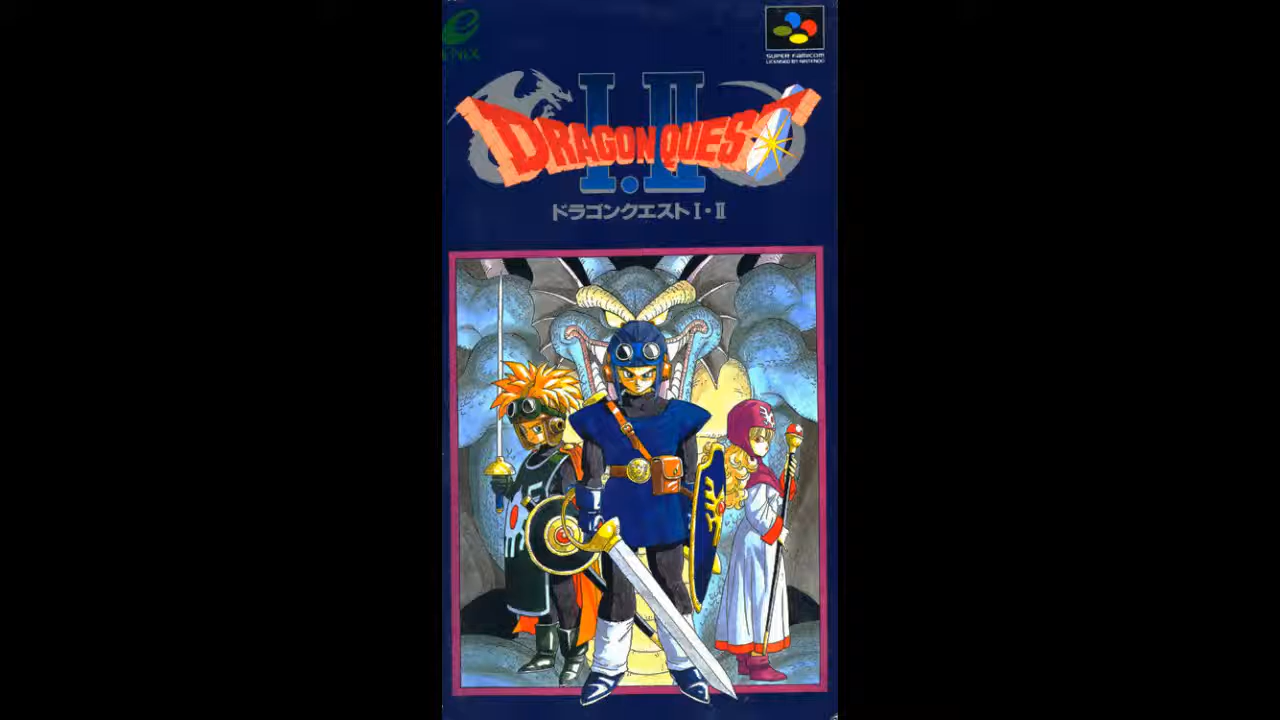 ENIX
SUPER FAMICOM
LICENSED BY NINTENDO
I・II
DRAGON QUEST
ドラゴンクエストI・II